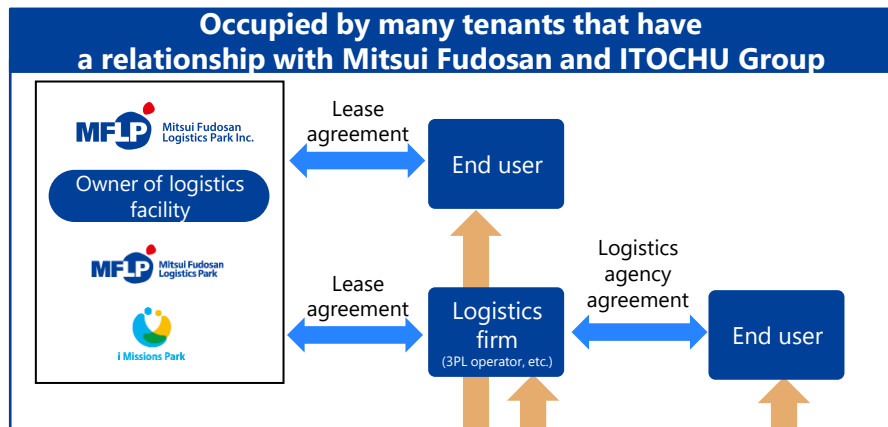 Occupied by many tenants that have
a relationship with Mitsui Fudosan and ITOCHU Group
MFLP Mitsui Fudosan
Logistics Park Inc.
Owner of logistics
facility
MFLP Mitsui Fudosan
Logistics Park
i Missions Park
Lease
agreement
End user
Lease
agreement
Logistics
firm
(3PL operator, etc.)
Logistics
agency
agreement
End user